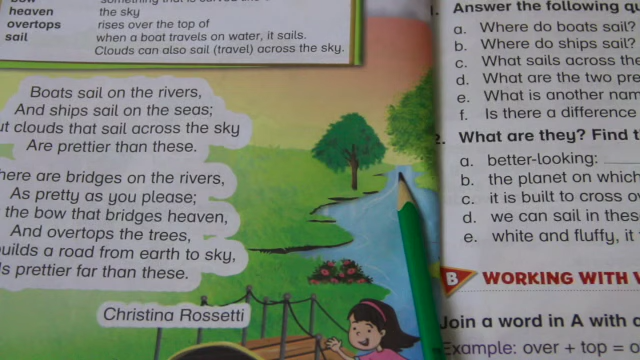 heaven the sky
overtops rises over the top of
sail when a boat travels on water, it sails.
Clouds can also sail (travel) across the sky.
Boats sail on the rivers,
And ships sail on the seas;
clouds that sail across the sky
Are prettier than these.
are bridges on the rivers,
As pretty as you please;
the bow that bridges heaven,
And overtops the trees,
a road from earth to sky,
Is prettier far than these.
Christina Rossetti
Answer the following
a. Where do boats sail?
b. Where do ships sail?
c. What sails across the
d. What are the two
e. What is another
f. Is there a difference
2. What are they? Find
a. better-looking:
b. the planet on which
c. it is built to cross
d. we can sail in
e. white and fluffy, it
B WORKING WITH
Join a word in A with
Example: over + top =